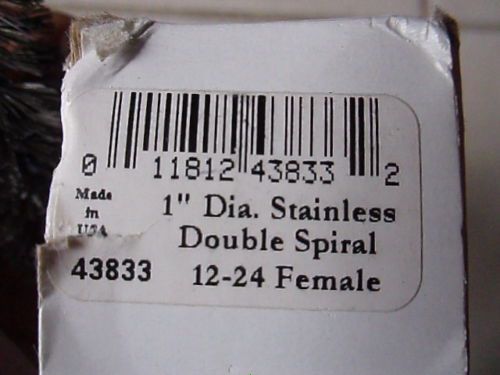 0 11812 43833 2
Made
in
USA
1" Dia. Stainless
Double Spiral
43833 12-24 Female